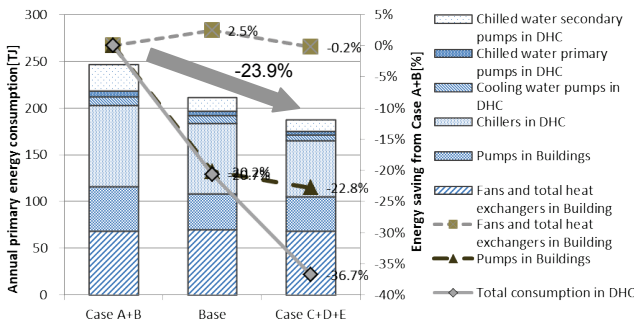 300
250
200
150
100
50
0
Annual primary energy consumption[TJ]
5%
0%
-5%
-10%
-15%
-20%
-25%
-30%
-35%
-40%
Energy saving from Case A+B[%]
2.5%
-0.2%
-23.9%
-22.8%
-36.7%
Case A+B
Base
Case C+D+E
Chilled water secondary
pumps in DHC
Chilled water primary
pumps in DHC
Cooling water pumps in
DHC
Chillers in DHC
Pumps in Buildings
Fans and total heat
exchangers in Building
Fans and total heat
exchangers in Building
Pumps in Buildings
Total consumption in DHC